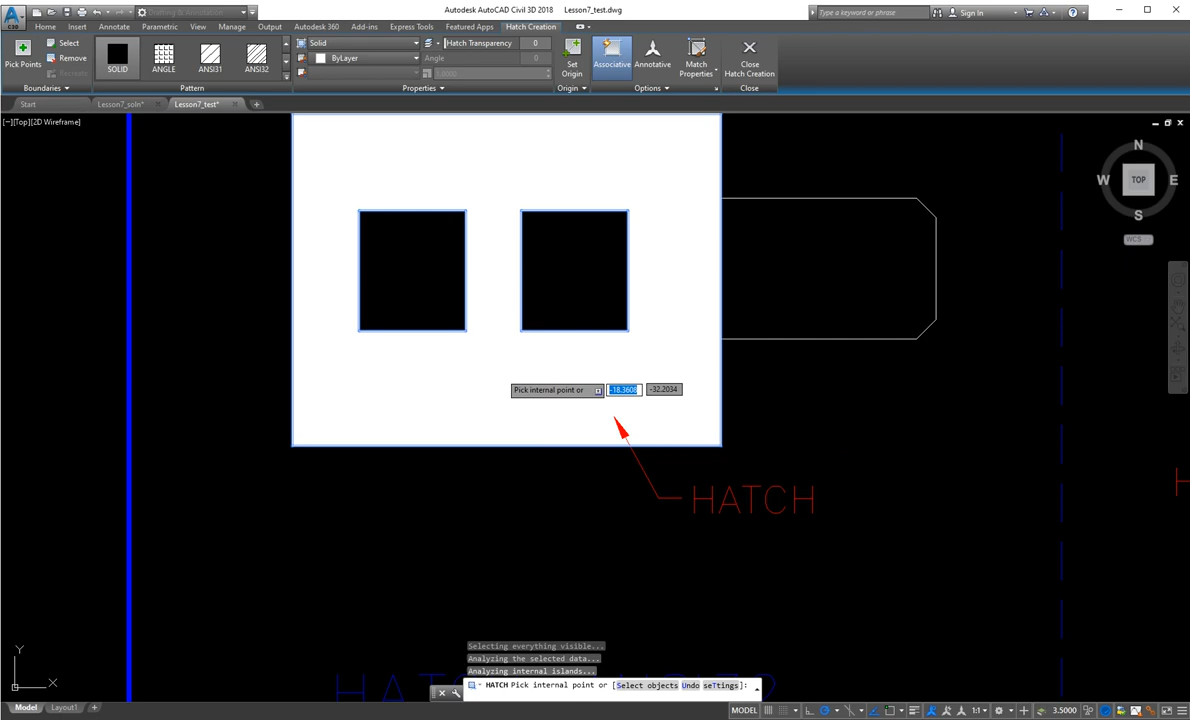 Autodesk AutoCAD Civil 3D 2018 Lesson7_test.dwg
Type a keyword or phrase
Sign In
C3D
Home Insert Annotate Parametric View Manage Output Autodesk 360 Add-ins Express Tools Featured Apps Hatch Creation
Pick Points
Select
Remove
Recreate
SOLID
ANGLE
ANSI31
ANSI32
Solid
ByLayer
Hatch Transparency 0
Angle 0
1.0000
Set Origin
Associative
Annotative
Match Properties
Close Hatch Creation
Boundaries Pattern Properties Origin Options Close
Start Lesson7_soln* Lesson7_test*
[−][Top][2D Wireframe]
N
W TOP E
S
WCS
Pick internal point or -18.3608 -32.2034
HATCH
Selecting everything visible...
Analyzing the selected data...
Analyzing internal islands...
HATCH Pick internal point or [Select objects Undo seTtings]:
Y
X
Model Layout1
MODEL 1:1 3.5000